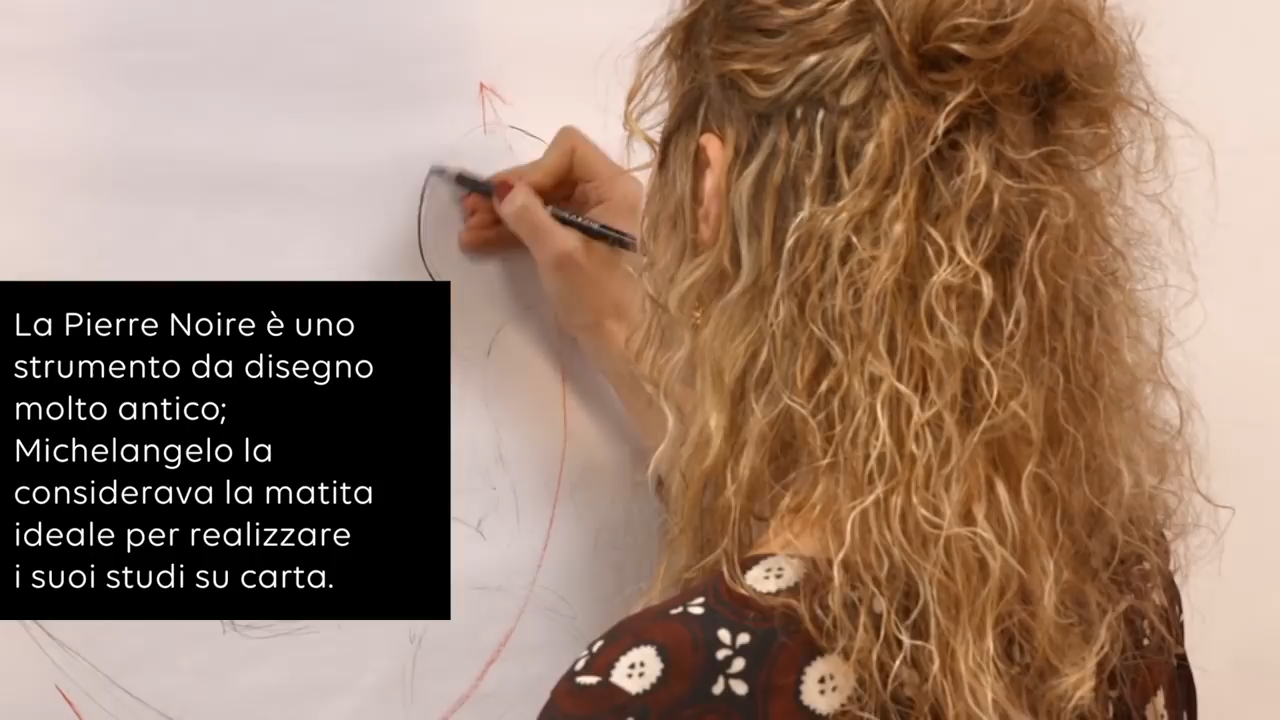 La Pierre Noire è uno
strumento da disegno
molto antico;
Michelangelo la
considerava la matita
ideale per realizzare
i suoi studi su carta.